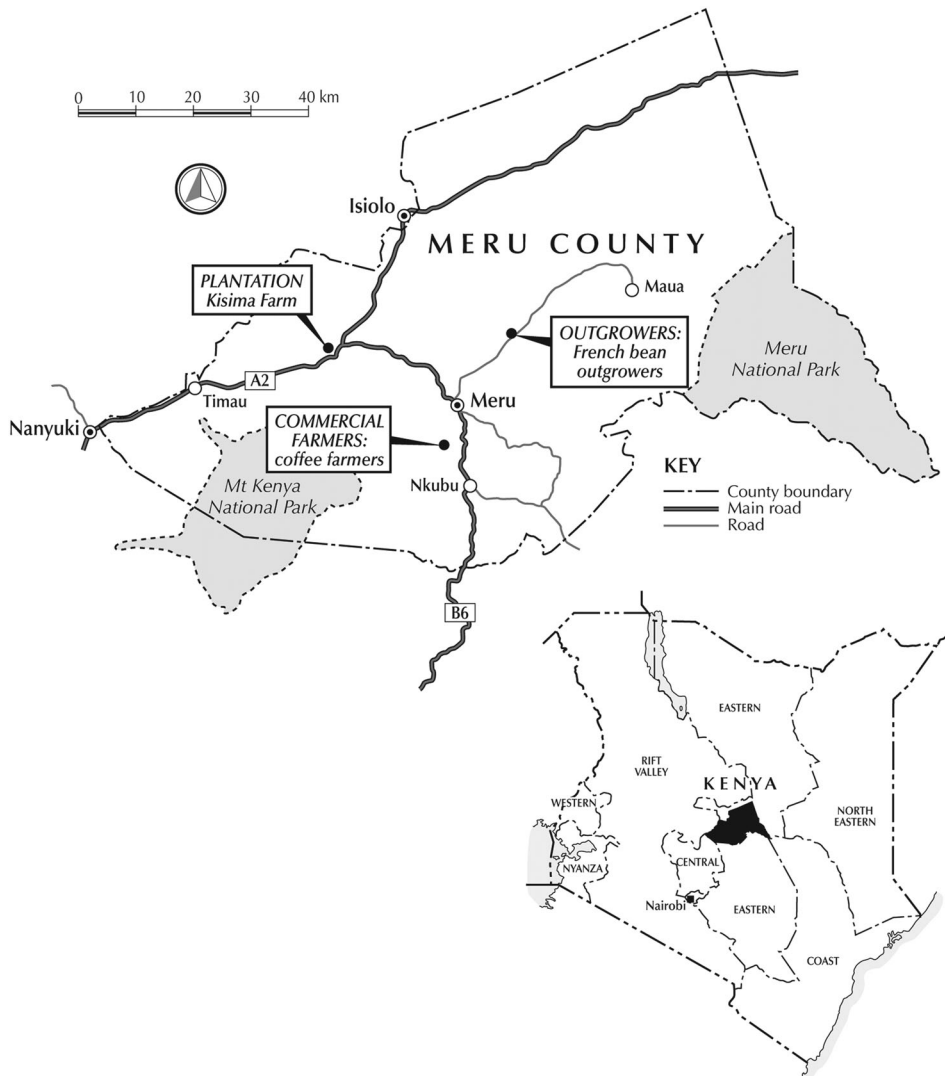 0 10 20 30 40 km
Isiolo
MERU COUNTY
PLANTATION
Kisima Farm
Maua
OUTGROWERS:
French bean
outgrowers
Meru
National Park
A2
Timau
Meru
Nanyuki
COMMERCIAL
FARMERS:
coffee farmers
KEY
County boundary
Main road
Road
Nkubu
Mt Kenya
National Park
B6
EASTERN
RIFT
VALLEY
KENYA
WESTERN
NORTH
EASTERN
NYANZA
CENTRAL
Nairobi
EASTERN
COAST